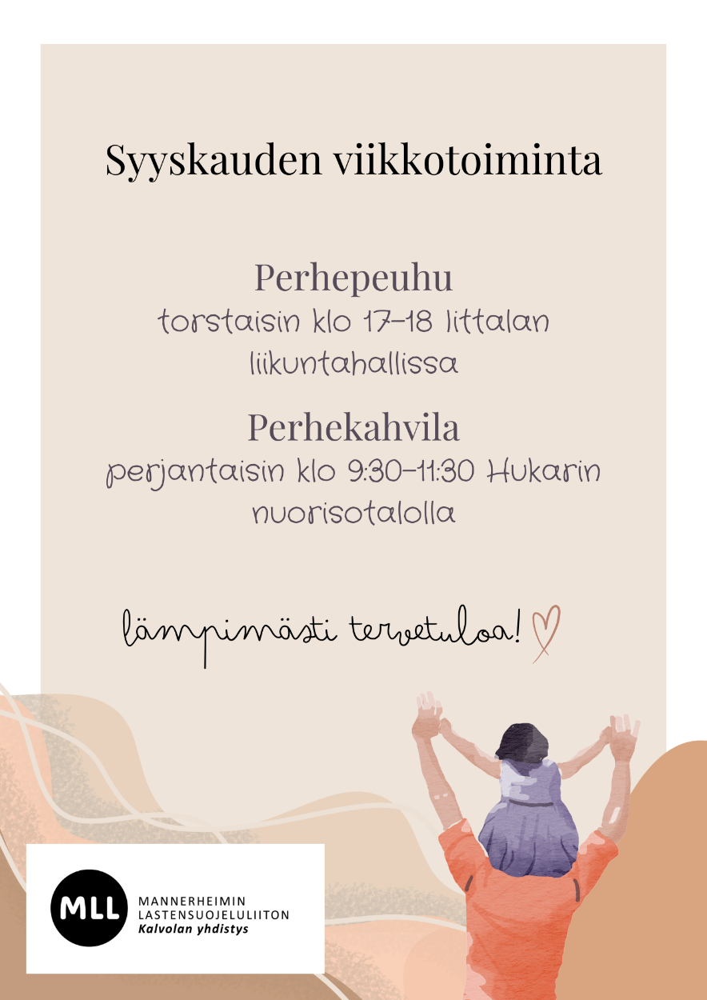 Syyskauden viikkotoiminta
Perhepeuhu
torstaisin klo 17–18 Iittalan
liikuntahallissa
Perhekahvila
perjantaisin klo 9:30–11:30 Hukarin
nuorisotalolla
lämpimästi tervetuloa!
MLL
MANNERHEIMIN
LASTENSUOJELULIITON
Kalvolan yhdistys